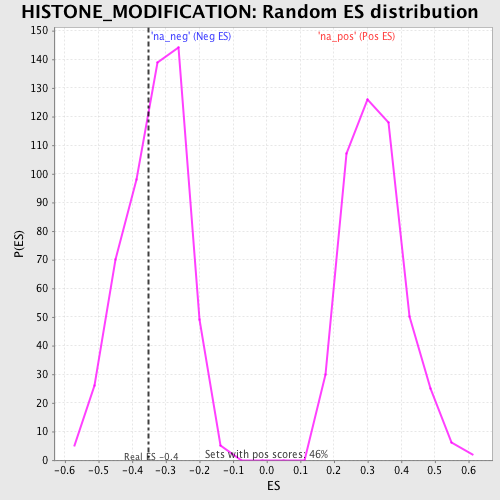 HISTONE_MODIFICATION: Random ES distribution
'na_neg' (Neg ES)
'na_pos' (Pos ES)
150
140
130
120
110
100
90
80
70
60
50
40
30
20
10
0
P(ES)
Real ES -0.4
Sets with pos scores: 46%
-0.6 -0.5 -0.4 -0.3 -0.2 -0.1 0.0 0.1 0.2 0.3 0.4 0.5 0.6
ES